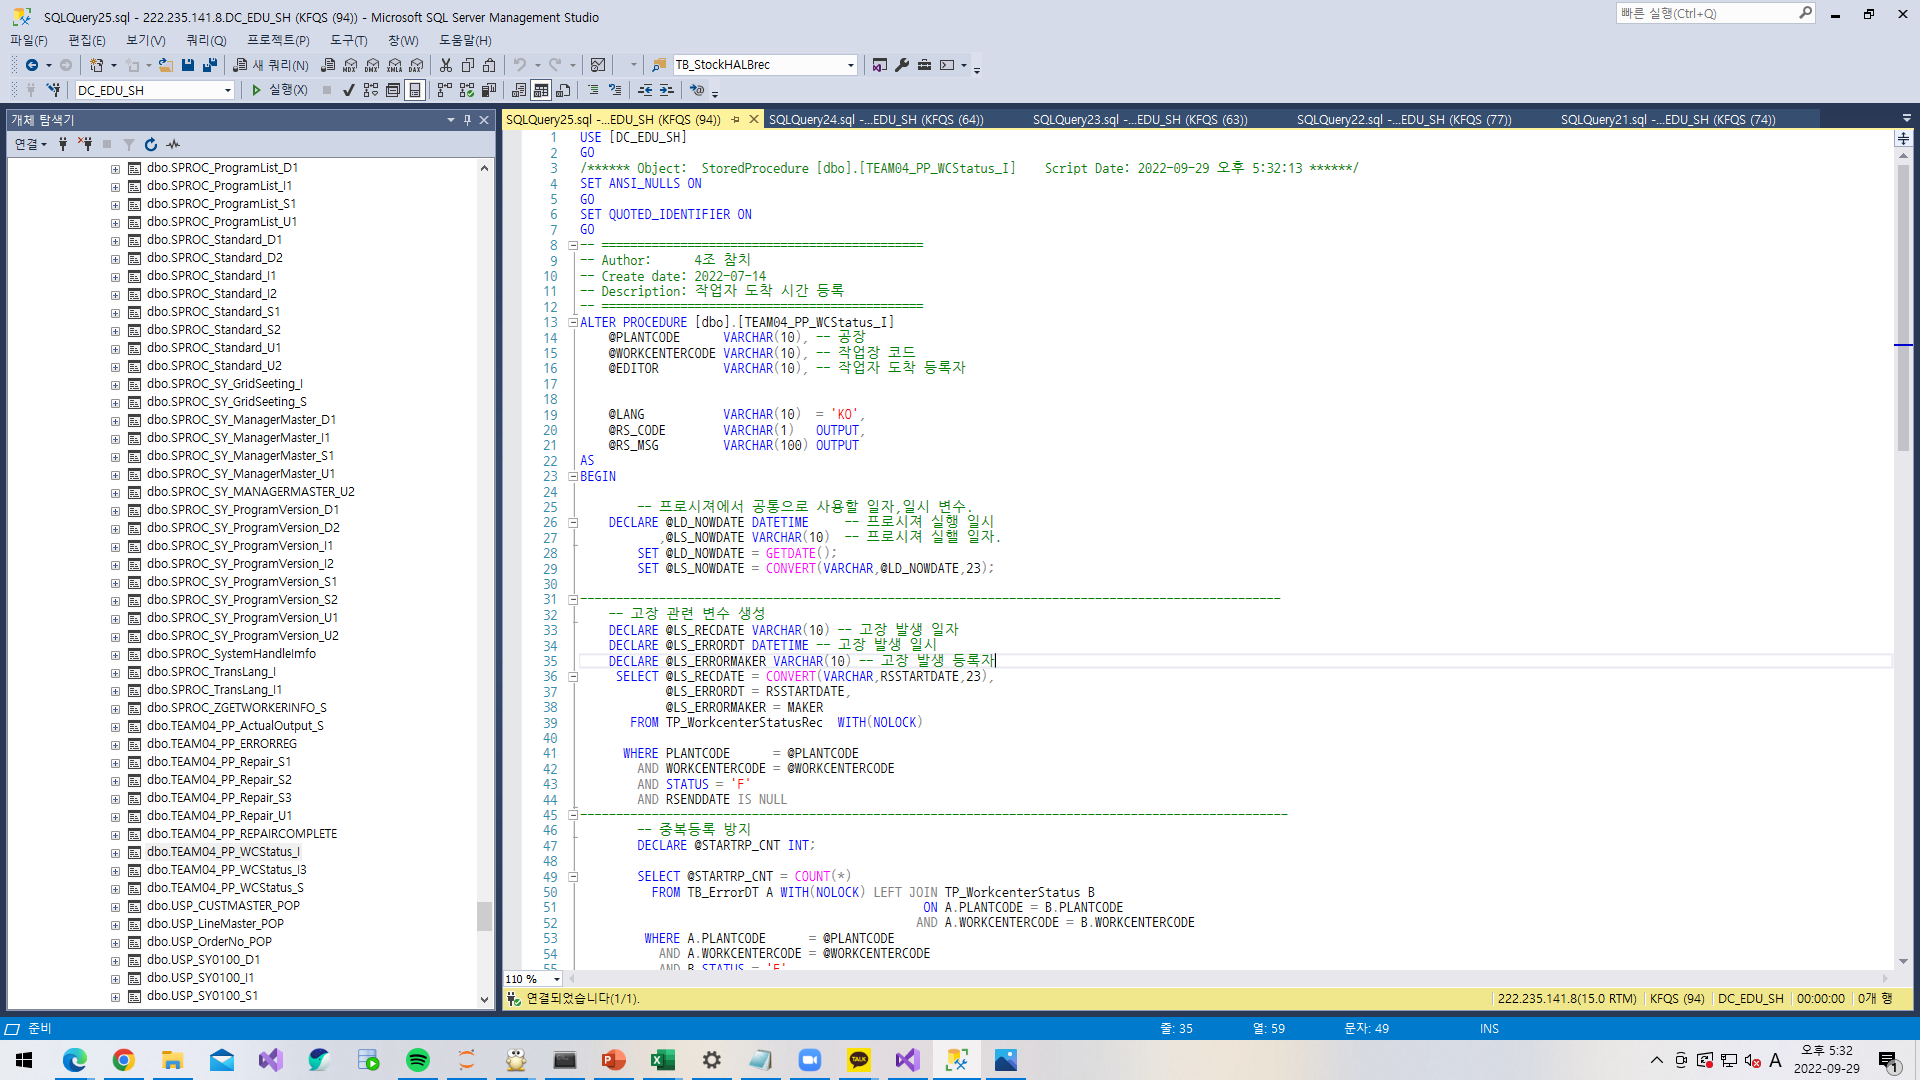 SQLQuery25.sql - 222.235.141.8.DC_EDU_SH (KFQS (94)) - Microsoft SQL Server Management Studio
빠른 실행(Ctrl+Q)
파일(F) 편집(E) 보기(V) 쿼리(Q) 프로젝트(P) 도구(T) 창(W) 도움말(H)
새 쿼리(N) MDX DMX XMLA DAX TB_StockHALBrec
DC_EDU_SH 실행(X)
개체 탐색기
연결
dbo.SPROC_ProgramList_D1
dbo.SPROC_ProgramList_I1
dbo.SPROC_ProgramList_S1
dbo.SPROC_ProgramList_U1
dbo.SPROC_Standard_D1
dbo.SPROC_Standard_D2
dbo.SPROC_Standard_I1
dbo.SPROC_Standard_I2
dbo.SPROC_Standard_S1
dbo.SPROC_Standard_S2
dbo.SPROC_Standard_U1
dbo.SPROC_Standard_U2
dbo.SPROC_SY_GridSeeting_I
dbo.SPROC_SY_GridSeeting_S
dbo.SPROC_SY_ManagerMaster_D1
dbo.SPROC_SY_ManagerMaster_I1
dbo.SPROC_SY_ManagerMaster_S1
dbo.SPROC_SY_ManagerMaster_U1
dbo.SPROC_SY_MANAGERMASTER_U2
dbo.SPROC_SY_ProgramVersion_D1
dbo.SPROC_SY_ProgramVersion_D2
dbo.SPROC_SY_ProgramVersion_I1
dbo.SPROC_SY_ProgramVersion_I2
dbo.SPROC_SY_ProgramVersion_S1
dbo.SPROC_SY_ProgramVersion_S2
dbo.SPROC_SY_ProgramVersion_U1
dbo.SPROC_SY_ProgramVersion_U2
dbo.SPROC_SystemHandleImfo
dbo.SPROC_TransLang_I
dbo.SPROC_TransLang_I1
dbo.SPROC_ZGETWORKERINFO_S
dbo.TEAM04_PP_ActualOutput_S
dbo.TEAM04_PP_ERRORREG
dbo.TEAM04_PP_Repair_S1
dbo.TEAM04_PP_Repair_S2
dbo.TEAM04_PP_Repair_S3
dbo.TEAM04_PP_Repair_U1
dbo.TEAM04_PP_REPAIRCOMPLETE
dbo.TEAM04_PP_WCStatus_I
dbo.TEAM04_PP_WCStatus_I3
dbo.TEAM04_PP_WCStatus_S
dbo.USP_CUSTMASTER_POP
dbo.USP_LineMaster_POP
dbo.USP_OrderNo_POP
dbo.USP_SY0100_D1
dbo.USP_SY0100_I1
dbo.USP_SY0100_S1
SQLQuery25.sql -...EDU_SH (KFQS (94)) SQLQuery24.sql -...EDU_SH (KFQS (64)) SQLQuery23.sql -...EDU_SH (KFQS (63)) SQLQuery22.sql -...EDU_SH (KFQS (77)) SQLQuery21.sql -...EDU_SH (KFQS (74))
1 USE [DC_EDU_SH]
2 GO
3 /****** Object:  StoredProcedure [dbo].[TEAM04_PP_WCStatus_I]    Script Date: 2022-09-29 오후 5:32:13 ******/
4 SET ANSI_NULLS ON
5 GO
6 SET QUOTED_IDENTIFIER ON
7 GO
8 -- =============================================
9 -- Author:      4조 참치
10 -- Create date: 2022-07-14
11 -- Description: 작업자 도착 시간 등록
12 -- =============================================
13 ALTER PROCEDURE [dbo].[TEAM04_PP_WCStatus_I]
14 @PLANTCODE      VARCHAR(10), -- 공장
15 @WORKCENTERCODE VARCHAR(10), -- 작업장 코드
16 @EDITOR         VARCHAR(10), -- 작업자 도착 등록자
17
18
19 @LANG           VARCHAR(10)  = 'KO',
20 @RS_CODE        VARCHAR(1)   OUTPUT,
21 @RS_MSG         VARCHAR(100) OUTPUT
22 AS
23 BEGIN
24
25 -- 프로시져에서 공통으로 사용할 일자,일시 변수.
26 DECLARE @LD_NOWDATE DATETIME     -- 프로시져 실행 일시
27 ,@LS_NOWDATE VARCHAR(10)  -- 프로시져 실핼 일자.
28 SET @LD_NOWDATE = GETDATE();
29 SET @LS_NOWDATE = CONVERT(VARCHAR,@LD_NOWDATE,23);
30
31 --------------------------------------------------------------------------------------------------
32 -- 고장 관련 변수 생성
33 DECLARE @LS_RECDATE VARCHAR(10) -- 고장 발생 일자
34 DECLARE @LS_ERRORDT DATETIME -- 고장 발생 일시
35 DECLARE @LS_ERRORMAKER VARCHAR(10) -- 고장 발생 등록자
36 SELECT @LS_RECDATE = CONVERT(VARCHAR,RSSTARTDATE,23),
37 @LS_ERRORDT = RSSTARTDATE,
38 @LS_ERRORMAKER = MAKER
39 FROM TP_WorkcenterStatusRec  WITH(NOLOCK)
40
41 WHERE PLANTCODE      = @PLANTCODE
42 AND WORKCENTERCODE = @WORKCENTERCODE
43 AND STATUS = 'F'
44 AND RSENDDATE IS NULL
45 ---------------------------------------------------------------------------------------------------
46 -- 중복등록 방지
47 DECLARE @STARTRP_CNT INT;
48
49 SELECT @STARTRP_CNT = COUNT(*)
50 FROM TB_ErrorDT A WITH(NOLOCK) LEFT JOIN TP_WorkcenterStatus B
51 ON A.PLANTCODE = B.PLANTCODE
52 AND A.WORKCENTERCODE = B.WORKCENTERCODE
53 WHERE A.PLANTCODE      = @PLANTCODE
54 AND A.WORKCENTERCODE = @WORKCENTERCODE
55 AND B.STATUS = 'F'
110 %
연결되었습니다(1/1). 222.235.141.8(15.0 RTM) KFQS (94) DC_EDU_SH 00:00:00 0개 행
준비 줄: 35 열: 59 문자: 49 INS
TALK A 오후 5:32
2022-09-29 1